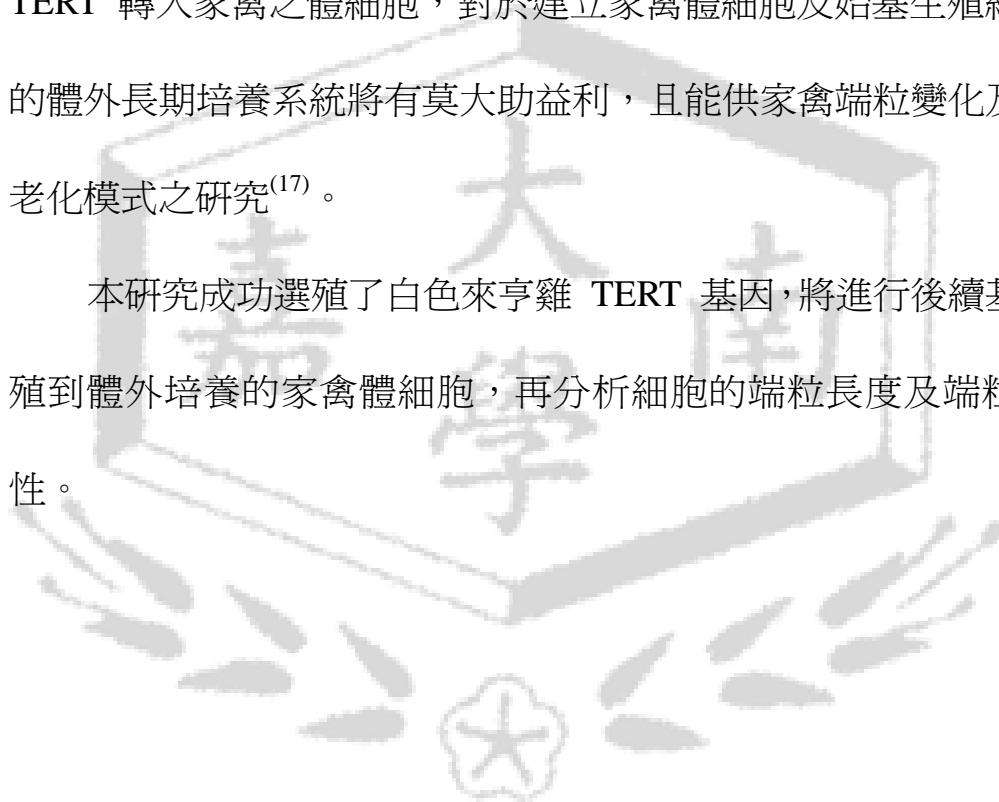 TERT 轉入家禽之體細胞，對於建立家禽體細胞及始基生殖
的體外長期培養系統將有莫大助益利，且能供家禽端粒變化
老化模式之研究(17)。
本研究成功選殖了白色來亨雞 TERT 基因，將進行後續
殖到體外培養的家禽體細胞，再分析細胞的端粒長度及端
性。
大
嘉 南
學